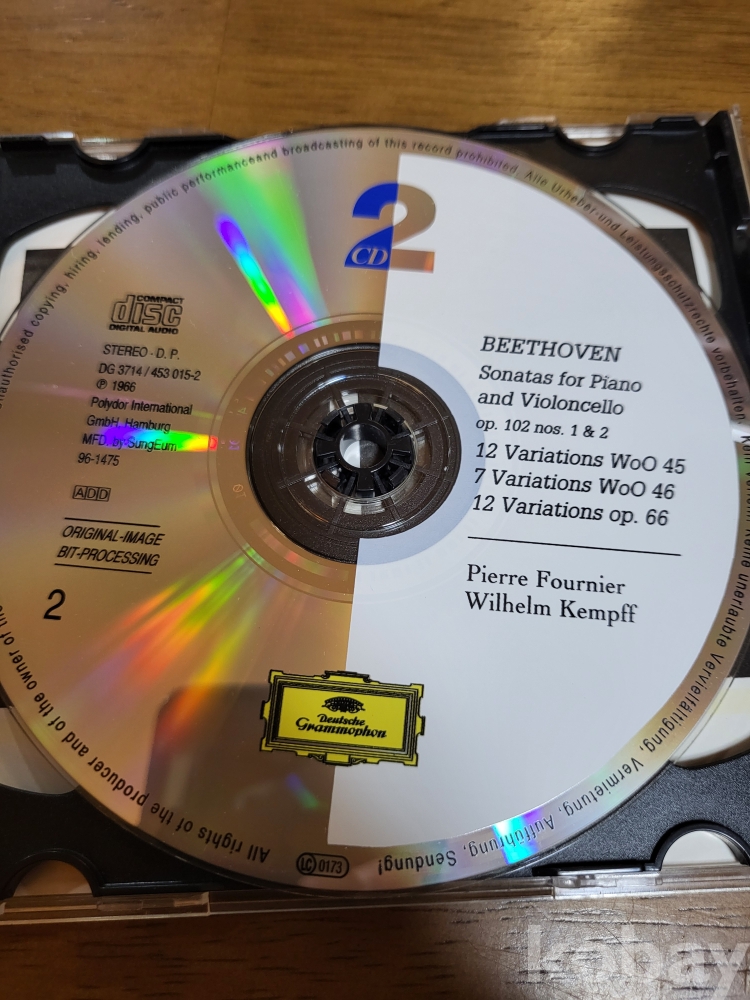 2
CD
COMPACT
disc
DIGITAL AUDIO
STEREO · D. P.
DG 3714 / 453 015-2
℗ 1966
Polydor International
GmbH, Hamburg
MFD. by SungEum
96-1475
ADD
ORIGINAL-IMAGE
BIT-PROCESSING
2
BEETHOVEN
Sonatas for Piano
and Violoncello
op. 102 nos. 1 & 2
12 Variations WoO 45
7 Variations WoO 46
12 Variations op. 66
Pierre Fournier
Wilhelm Kempff
Deutsche
Grammophon
All rights of the producer and of the owner of the
unauthorised copying, hiring, lending, public performanceand broadcasting of this record prohibited. Alle Urheber-und Leistungsschutzrechte vorbehalten
Keine unerlaubte Vervielfältigung, Vermietung, Aufführung, Sendung!
LC 0173
kobay